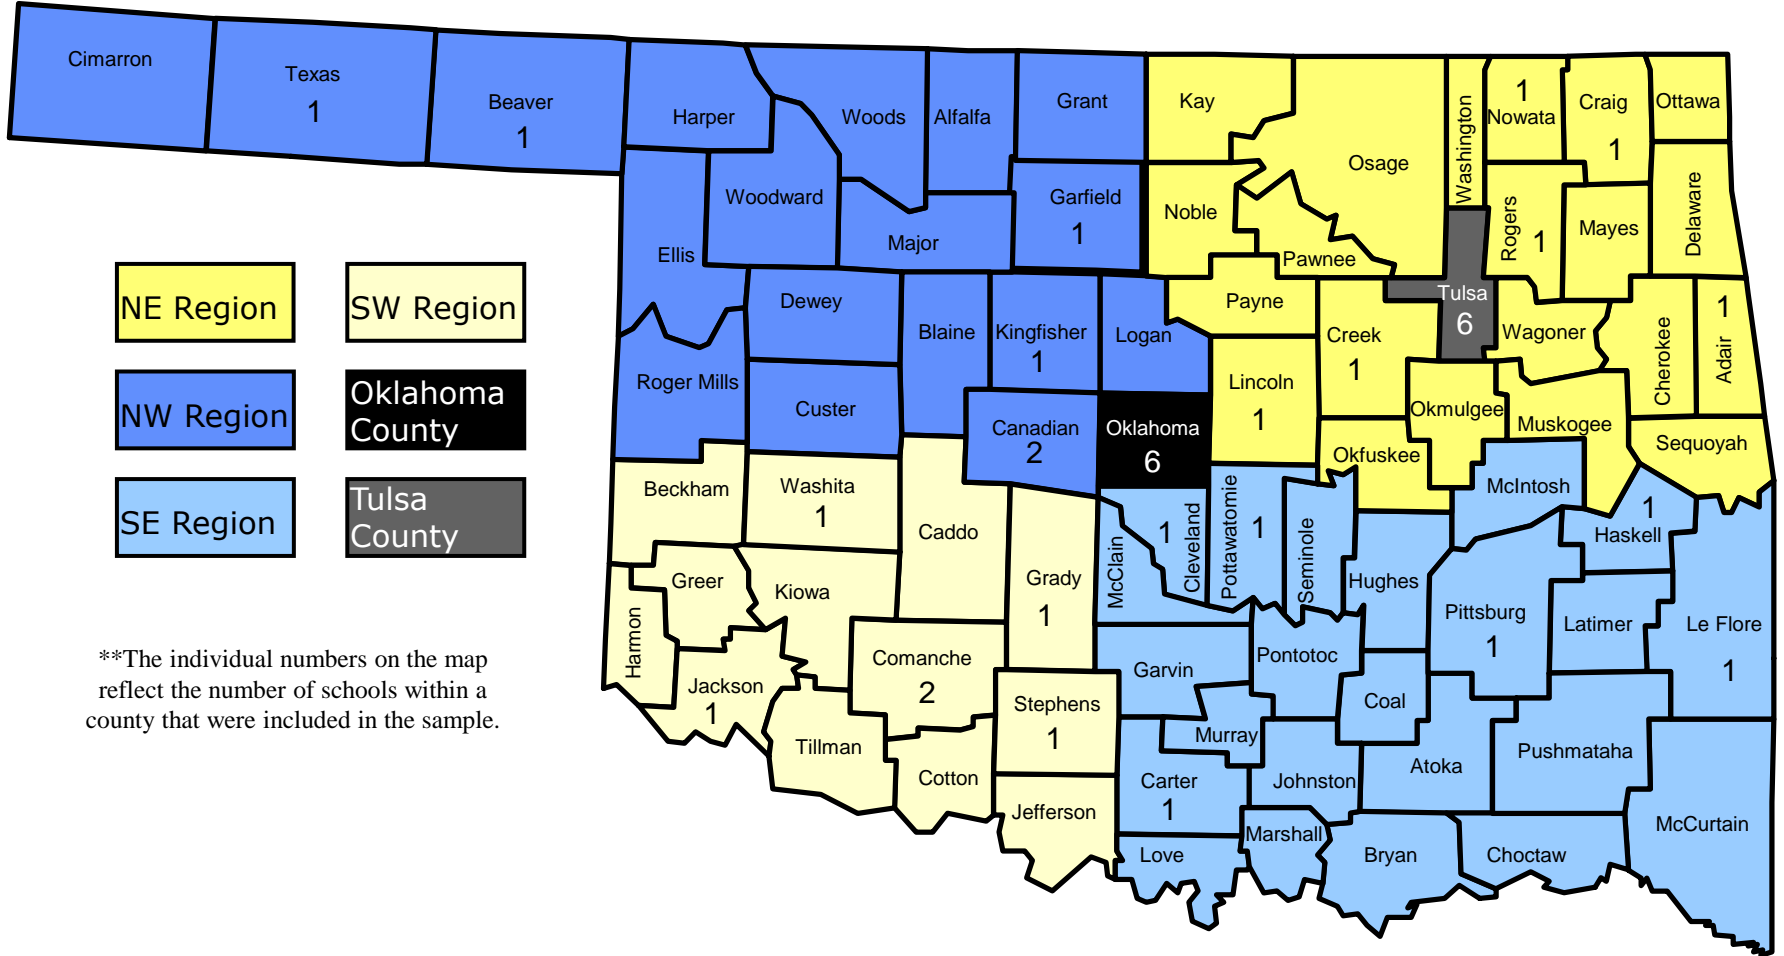 Cimarron
Texas
1
Beaver
1
Harper
Woods
Alfalfa
Grant
Kay
Osage
Washington
1
Nowata
Craig
1
Ottawa
Woodward
Ellis
Major
Garfield
1
Noble
Pawnee
Rogers
1
Mayes
Delaware
Dewey
Blaine
Kingfisher
1
Logan
Payne
Creek
1
Tulsa
6
Wagoner
Cherokee
1
Adair
Roger Mills
Custer
Canadian
2
Oklahoma
6
Lincoln
1
Okmulgee
Okfuskee
Muskogee
Sequoyah
NE Region
SW Region
NW Region
Oklahoma
County
SE Region
Tulsa
County
Beckham
Washita
1
Caddo
Grady
1
McClain
1
Cleveland
Pottawatomie
1
Seminole
Hughes
McIntosh
1
Haskell
Greer
Kiowa
Harmon
Jackson
1
Comanche
2
Tillman
Cotton
Stephens
1
Jefferson
Garvin
Pontotoc
Pittsburg
1
Latimer
Le Flore
1
Coal
Murray
Carter
1
Johnston
Atoka
Pushmataha
McCurtain
Love
Marshall
Bryan
Choctaw
**The individual numbers on the map
reflect the number of schools within a
county that were included in the sample.